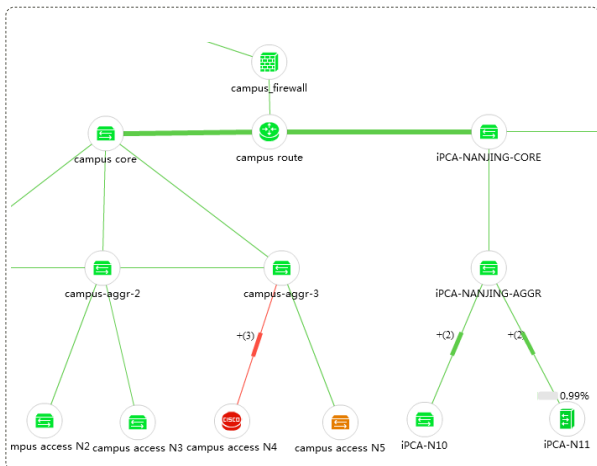 campus_firewall
campus core
campus route
iPCA-NANJING-CORE
campus-aggr-2
campus-aggr-3
iPCA-NANJING-AGGR
+(3)
+(2)
+(2)
0.99%
CISCO
mpus access N2
campus access N3
campus access N4
campus access N5
iPCA-N10
iPCA-N11